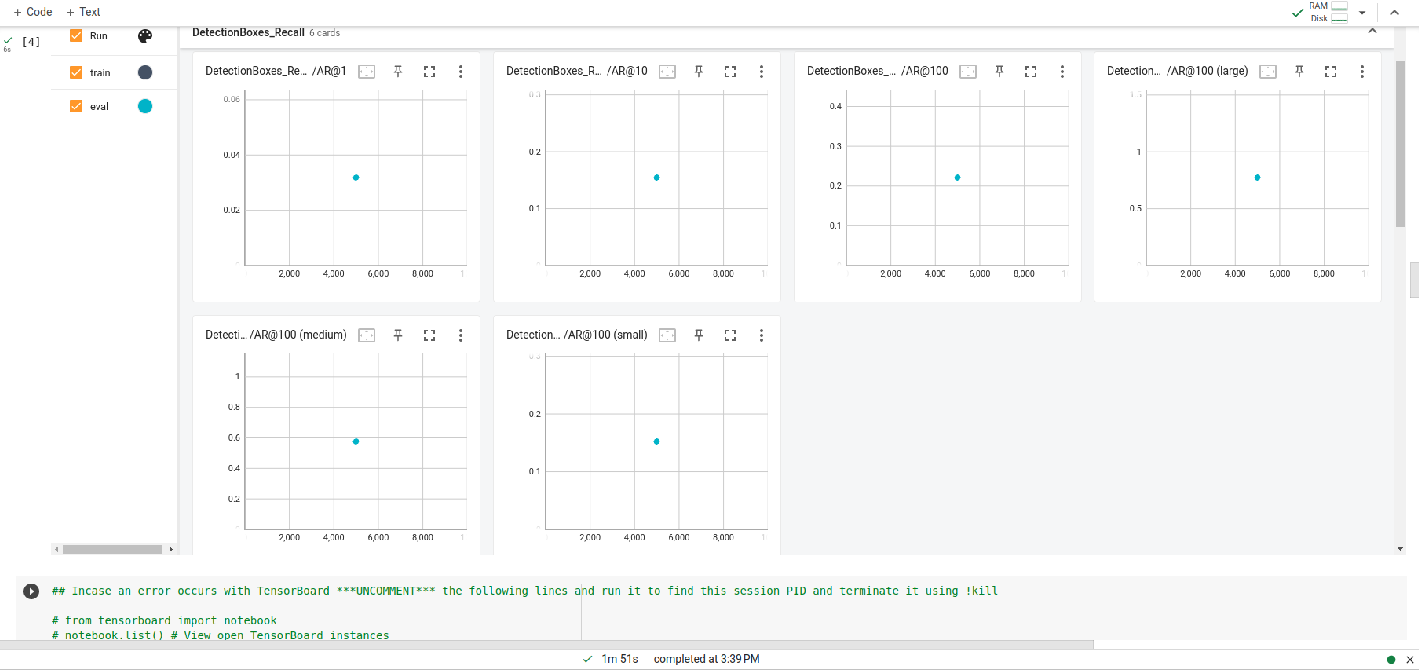 + Code + Text
RAM
Disk
[4]
6s
Run
train
eval
DetectionBoxes_Recall 6 cards
DetectionBoxes_Re... /AR@1
0.06
0.04
0.02
2,000 4,000 6,000 8,000 1
DetectionBoxes_R... /AR@10
0.3
0.2
0.1
2,000 4,000 6,000 8,000
DetectionBoxes_... /AR@100
0.4
0.3
0.2
0.1
2,000 4,000 6,000 8,000 1
Detection... /AR@100 (large)
1.5
1
0.5
2,000 4,000 6,000 8,000 1
Detecti... /AR@100 (medium)
1
0.8
0.6
0.4
0.2
2,000 4,000 6,000 8,000 1
Detection... /AR@100 (small)
0.3
0.2
0.1
2,000 4,000 6,000 8,000
## Incase an error occurs with TensorBoard ***UNCOMMENT*** the following lines and run it to find this session PID and terminate it using !kill
# from tensorboard import notebook
# notebook.list() # View open TensorBoard instances
1m 51s completed at 3:39 PM